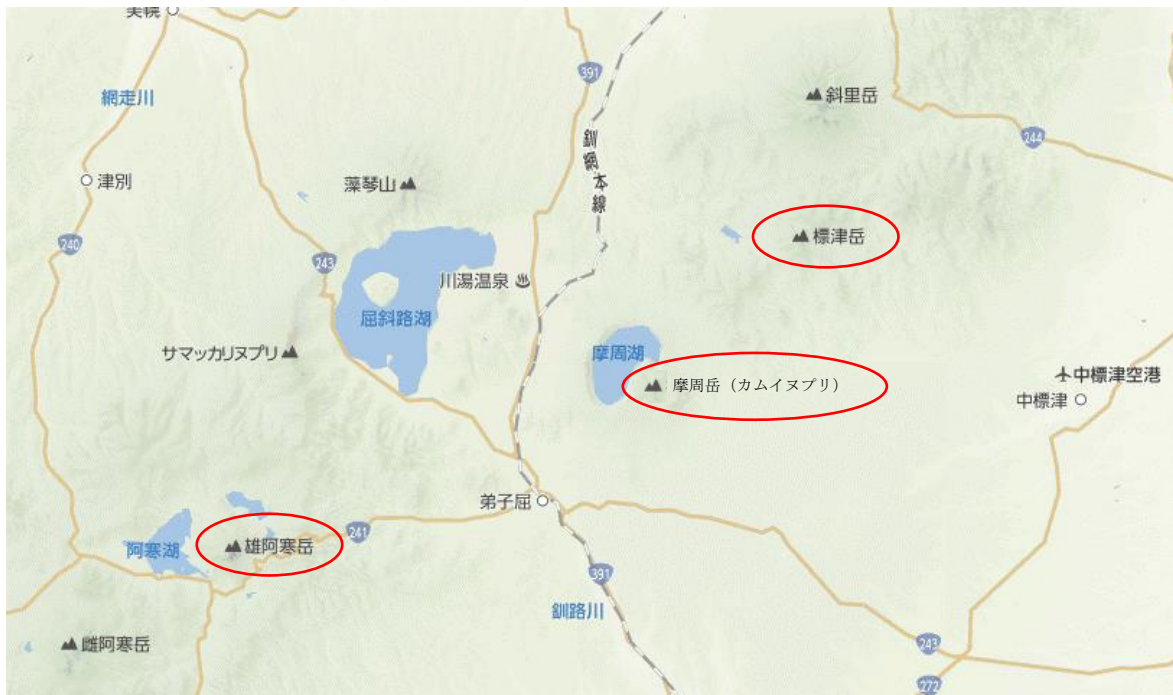 美幌
391
網走川
斜里岳
釧網本線
244
津別
藻琴山
240
標津岳
243
川湯温泉
屈斜路湖
摩周湖
サマッカリヌプリ
摩周岳（カムイヌプリ）
中標津空港
中標津
弟子屈
241
阿寒湖
雄阿寒岳
391
釧路川
雌阿寒岳
243
272